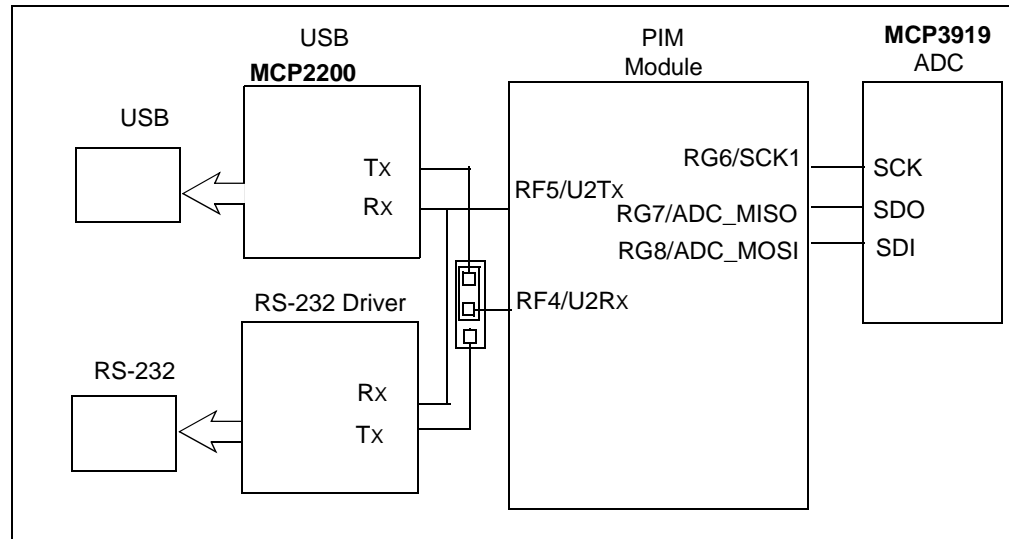 USB
MCP2200
PIM
Module
MCP3919
ADC
USB
Tx
Rx
RF5/U2Tx
RG6/SCK1
RG7/ADC_MISO
RG8/ADC_MOSI
SCK
SDO
SDI
RF4/U2Rx
RS-232 Driver
RS-232
Rx
Tx